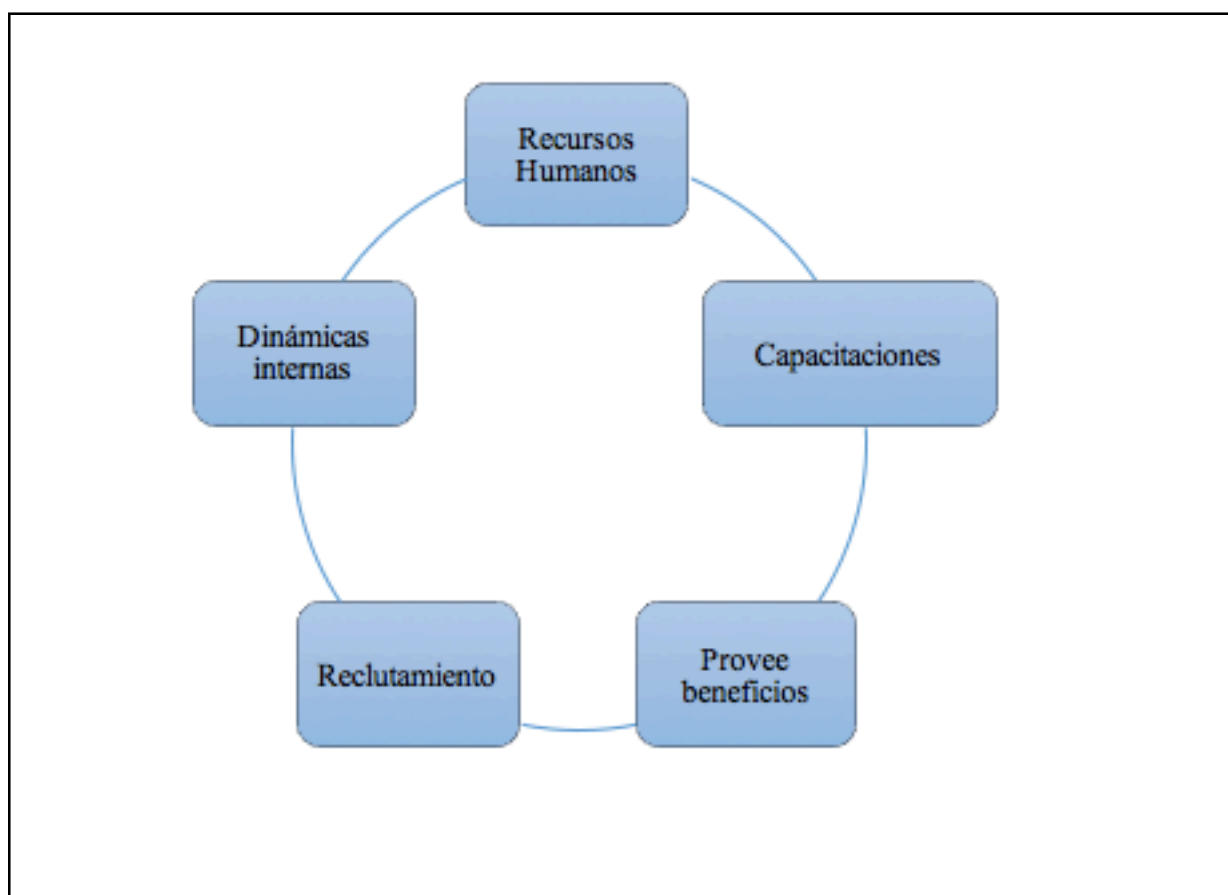 Recursos
Humanos
Capacitaciones
Provee
beneficios
Reclutamiento
Dinámicas
internas